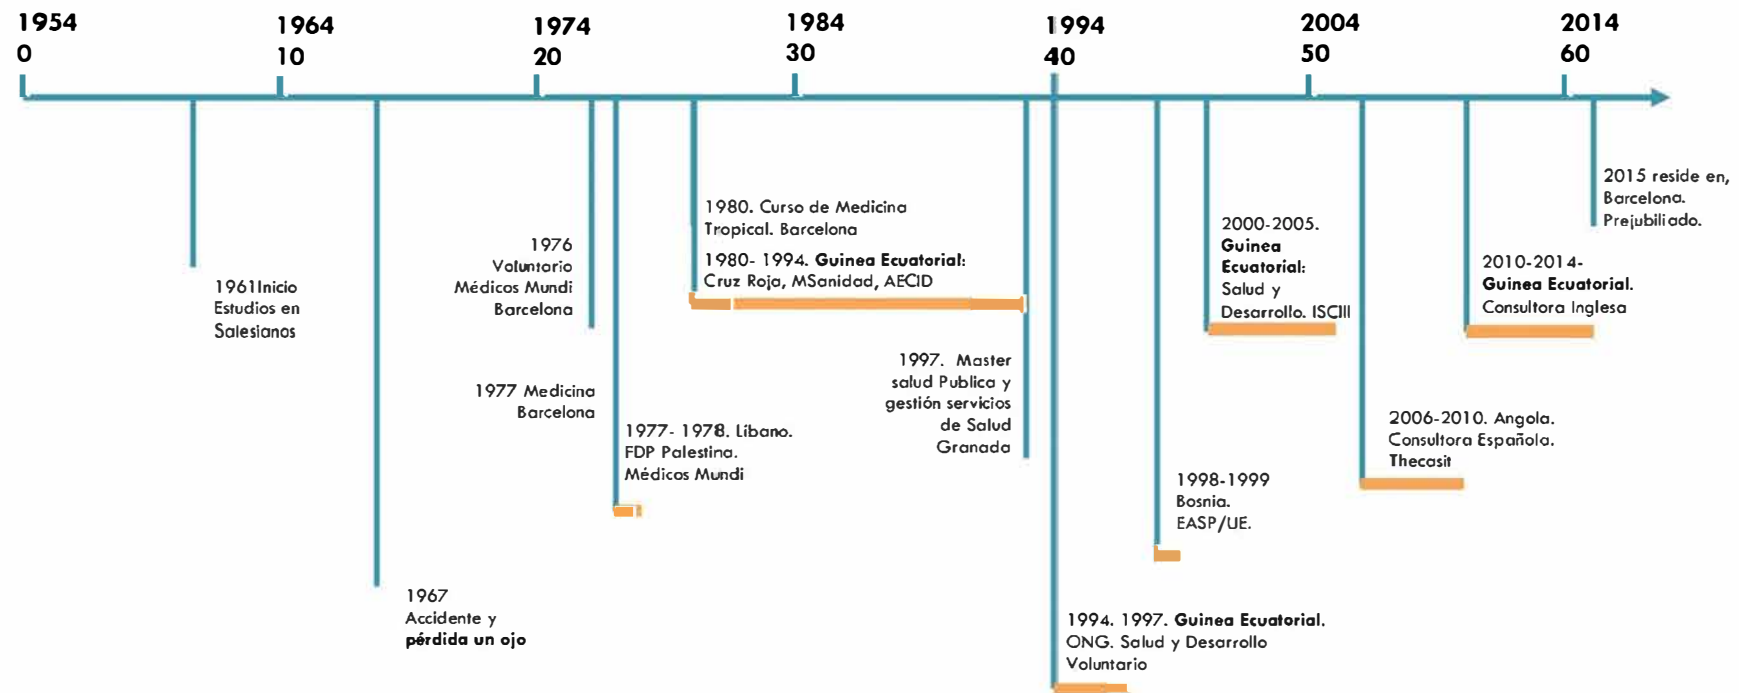 1954
0
1964
10
1974
20
1984
30
1994
40
2004
50
2014
60
1961Inicio
Estudios en
Salesianos
1967
Accidente y
pérdida un ojo
1976
Voluntario
Médicos Mundi
Barcelona
1977 Medicina
Barcelona
1977- 1978. Líbano.
FDP Palestina.
Médicos Mundi
1980. Curso de Medicina
Tropical. Barcelona
1980- 1994. Guinea Ecuatorial:
Cruz Roja, MSanidad, AECID
1997. Master
salud Publica y
gestión servicios
de Salud
Granada
1994. 1997. Guinea Ecuatorial.
ONG. Salud y Desarrollo
Voluntario
1998-1999
Bosnia.
EASP/UE.
2000-2005.
Guinea
Ecuatorial:
Salud y
Desarrollo. ISCIII
2006-2010. Angola.
Consultora Española.
Thecasit
2010-2014-
Guinea Ecuatorial.
Consultora Inglesa
2015 reside en,
Barcelona.
Prejubiliado.